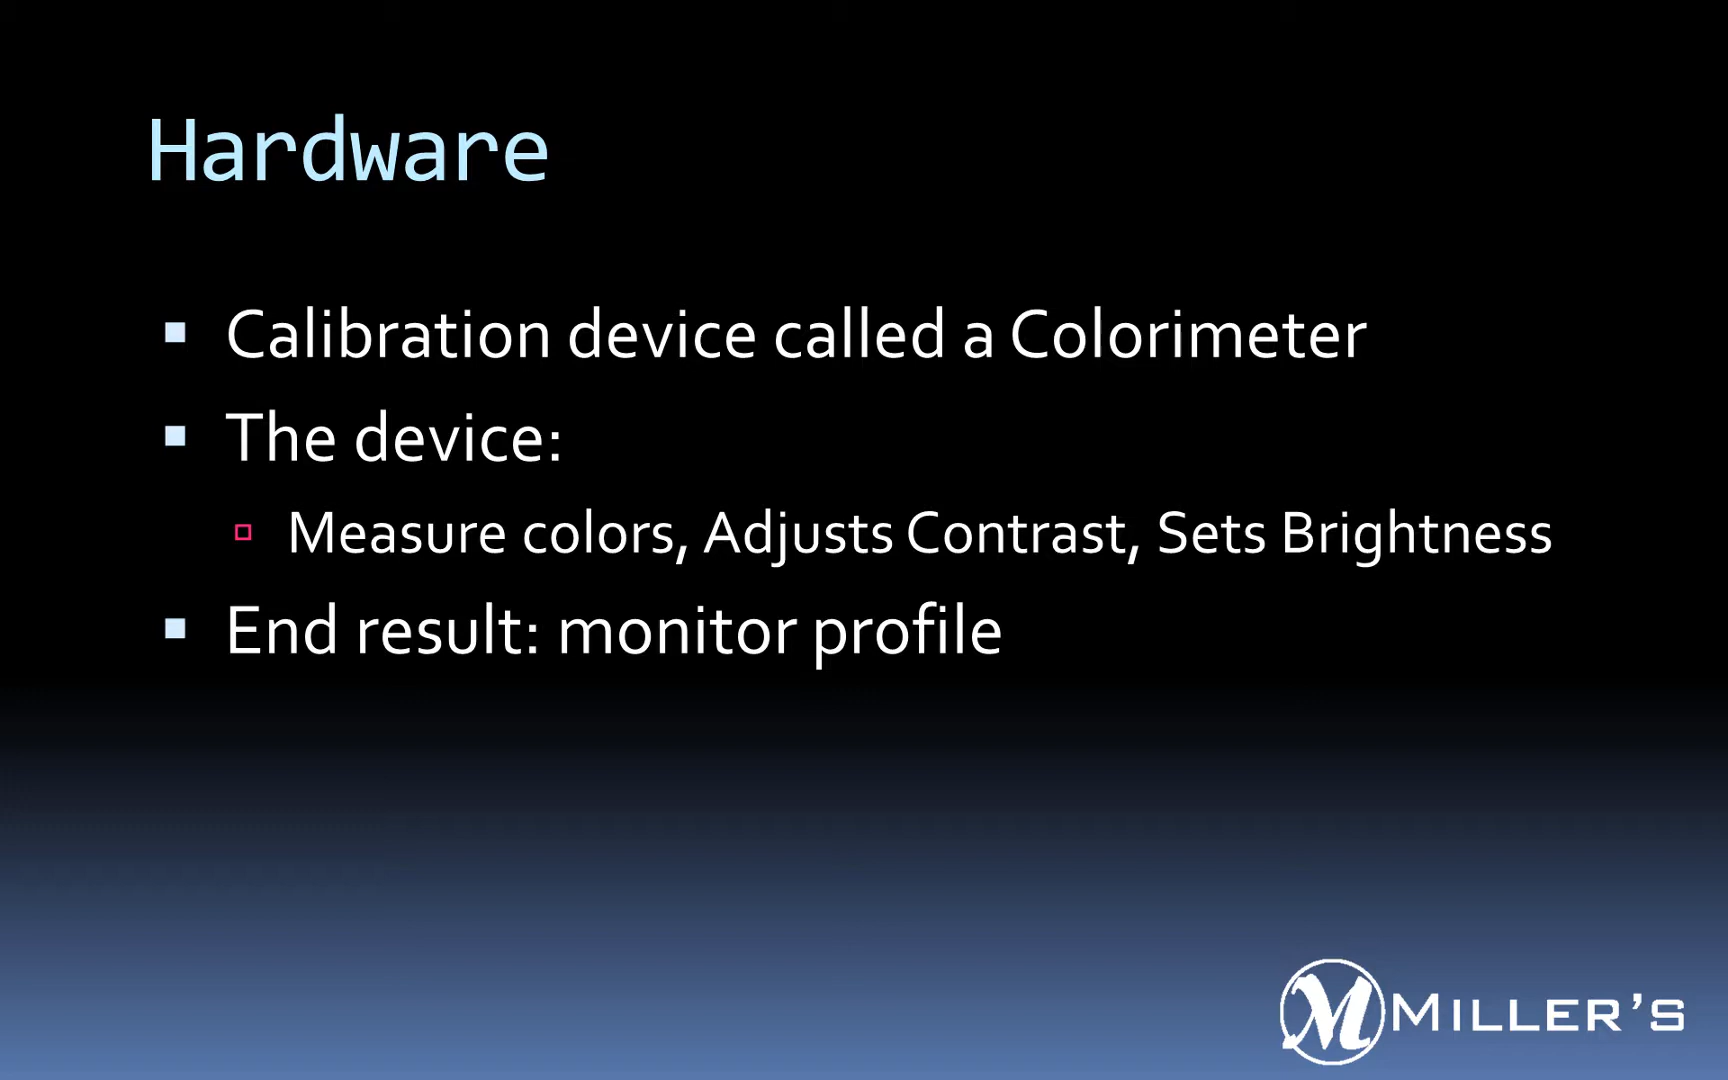 Hardware
Calibration device called a Colorimeter
The device:
Measure colors, Adjusts Contrast, Sets Brightness
End result: monitor profile
M MILLER'S